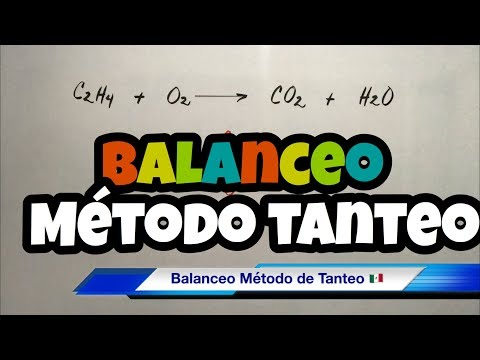 C2H4 + O2 ⟶ CO2 + H2O
BALANCEO
MÉTODO TANTEO
Balanceo Método de Tanteo 🇲🇽